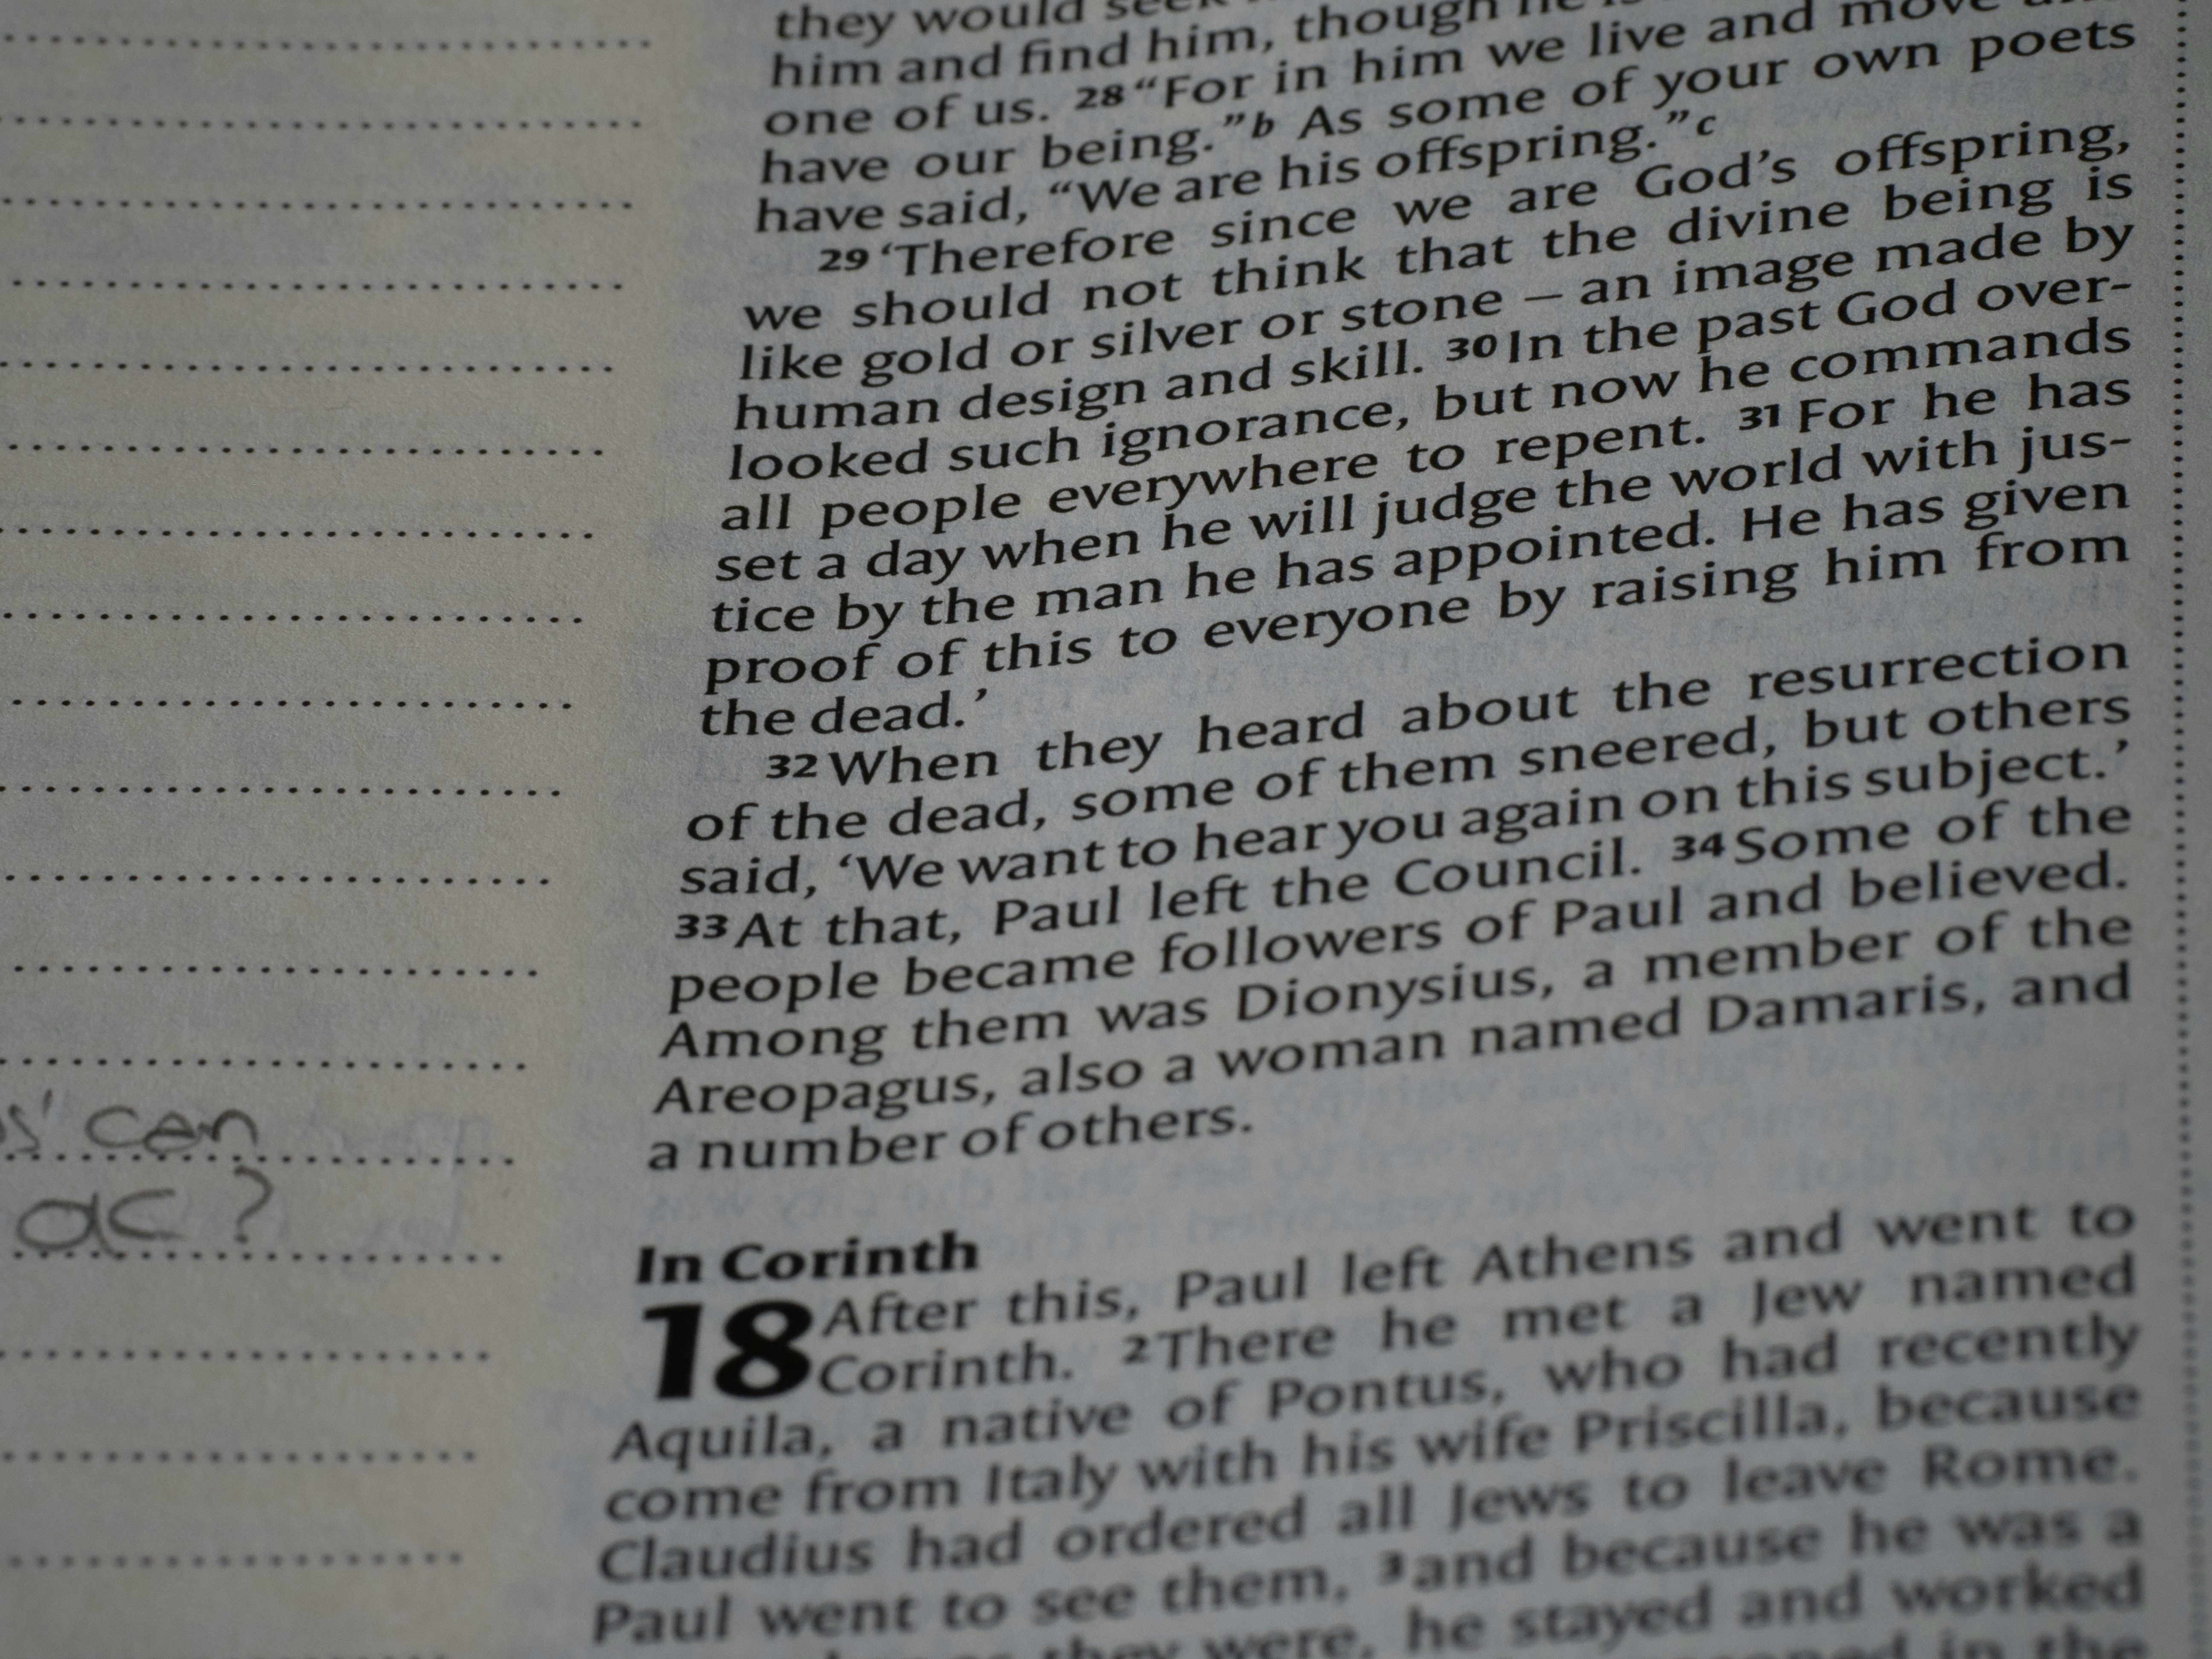 they would seek
him and find him, though he is
one of us. 28 “For in him we live and move
have our being.”b As some of your own poets
have said, “We are his offspring.”c
29 ‘Therefore since we are God’s offspring,
we should not think that the divine being is
like gold or silver or stone – an image made by
human design and skill. 30 In the past God over-
looked such ignorance, but now he commands
all people everywhere to repent. 31 For he has
set a day when he will judge the world with jus-
tice by the man he has appointed. He has given
proof of this to everyone by raising him from
the dead.’
32 When they heard about the resurrection
of the dead, some of them sneered, but others
said, ‘We want to hear you again on this subject.’
33 At that, Paul left the Council. 34 Some of the
people became followers of Paul and believed.
Among them was Dionysius, a member of the
Areopagus, also a woman named Damaris, and
a number of others.
In Corinth
18 After this, Paul left Athens and went to
Corinth. 2 There he met a Jew named
Aquila, a native of Pontus, who had recently
come from Italy with his wife Priscilla, because
Claudius had ordered all Jews to leave Rome.
Paul went to see them, 3 and because he was a
they were, he stayed and worked
in the
can
?